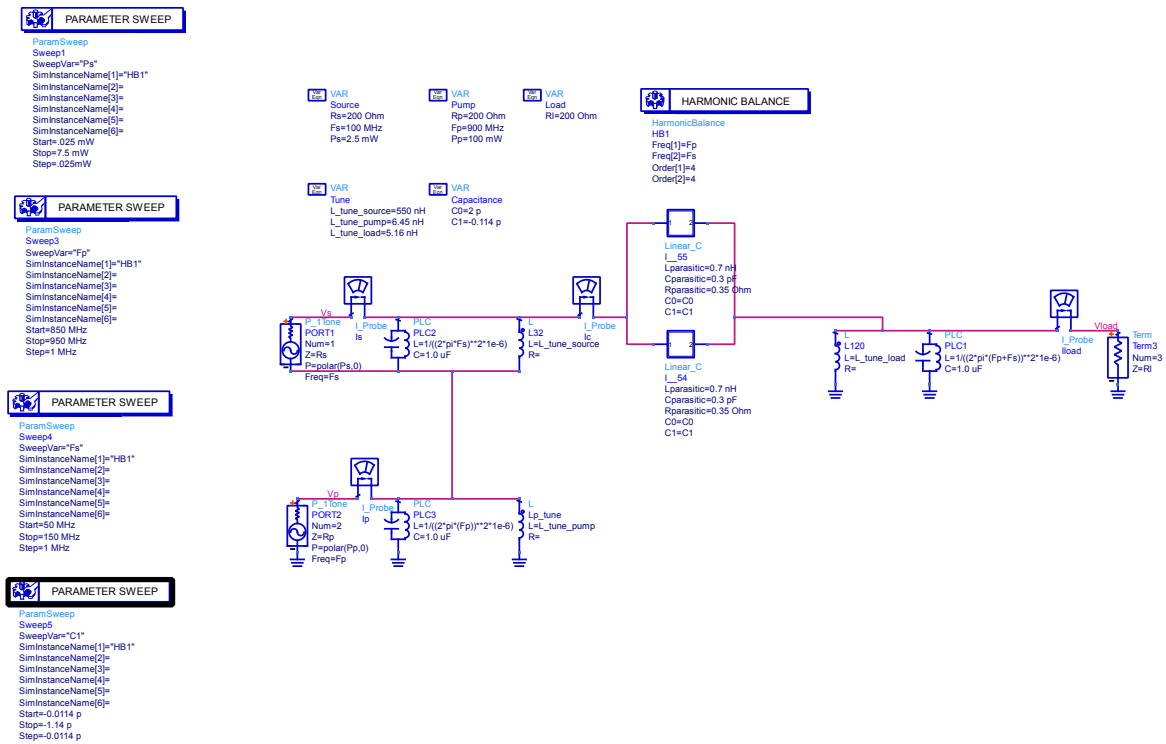 PARAMETER SWEEP
ParamSweep
Sweep1
SweepVar="Ps"
SimInstanceName[1]="HB1"
SimInstanceName[2]=
SimInstanceName[3]=
SimInstanceName[4]=
SimInstanceName[5]=
SimInstanceName[6]=
Start=.025 mW
Stop=7.5 mW
Step=.025mW
PARAMETER SWEEP
ParamSweep
Sweep3
SweepVar="Fp"
SimInstanceName[1]="HB1"
SimInstanceName[2]=
SimInstanceName[3]=
SimInstanceName[4]=
SimInstanceName[5]=
SimInstanceName[6]=
Start=850 MHz
Stop=950 MHz
Step=1 MHz
PARAMETER SWEEP
ParamSweep
Sweep4
SweepVar="Fs"
SimInstanceName[1]="HB1"
SimInstanceName[2]=
SimInstanceName[3]=
SimInstanceName[4]=
SimInstanceName[5]=
SimInstanceName[6]=
Start=50 MHz
Stop=150 MHz
Step=1 MHz
PARAMETER SWEEP
ParamSweep
Sweep5
SweepVar="C1"
SimInstanceName[1]="HB1"
SimInstanceName[2]=
SimInstanceName[3]=
SimInstanceName[4]=
SimInstanceName[5]=
SimInstanceName[6]=
Start=-0.0114 p
Stop=-1.14 p
Step=-0.0114 p
Var
Eqn
VAR
Source
Rs=200 Ohm
Fs=100 MHz
Ps=2.5 mW
Var
Eqn
VAR
Pump
Rp=200 Ohm
Fp=900 MHz
Pp=100 mW
Var
Eqn
VAR
Load
Rl=200 Ohm
HARMONIC BALANCE
HarmonicBalance
HB1
Freq[1]=Fp
Freq[2]=Fs
Order[1]=4
Order[2]=4
Var
Eqn
VAR
Tune
L_tune_source=550 nH
L_tune_pump=6.45 nH
L_tune_load=5.16 nH
Var
Eqn
VAR
Capacitance
C0=2 p
C1=-0.114 p
1 2
Linear_C
I__55
Lparasitic=0.7 nH
Cparasitic=0.3 pF
Rparasitic=0.35 Ohm
C0=C0
C1=C1
1 2
Linear_C
I__54
Lparasitic=0.7 nH
Cparasitic=0.3 pF
Rparasitic=0.35 Ohm
C0=C0
C1=C1
Vs
P_1Tone
PORT1
Num=1
Z=Rs
P=polar(Ps,0)
Freq=Fs
I_Probe
Is
PLC
PLC2
L=1/((2*pi*Fs)**2*1e-6)
C=1.0 uF
L
L32
L=L_tune_source
R=
I_Probe
Ic
L
L120
L=L_tune_load
R=
PLC
PLC1
L=1/((2*pi*(Fp+Fs))**2*1e-6)
C=1.0 uF
I_Probe
Iload
Vload
Term
Term3
Num=3
Z=Rl
Vp
P_1Tone
PORT2
Num=2
Z=Rp
P=polar(Pp,0)
Freq=Fp
I_Probe
Ip
PLC
PLC3
L=1/((2*pi*(Fp))**2*1e-6)
C=1.0 uF
L
Lp_tune
L=L_tune_pump
R=